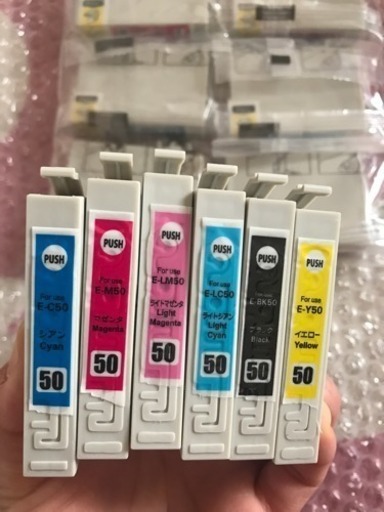 PUSH
For use
E-C50
シアン
Cyan
50
PUSH
For use
E-M50
マゼンタ
Magenta
50
PUSH
For use
E-LM50
ライトマゼンタ
Light
Magenta
50
PUSH
For use
E-LC50
ライトシアン
Light
Cyan
50
PUSH
For use
E-BK50
ブラック
Black
50
PUSH
For use
E-Y50
イエロー
Yellow
50